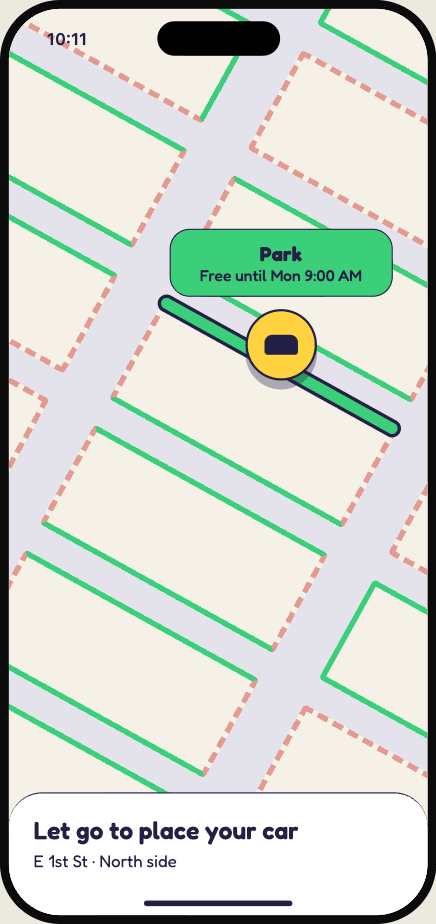 10:11
Park
Free until Mon 9:00 AM
Let go to place your car
E 1st St · North side